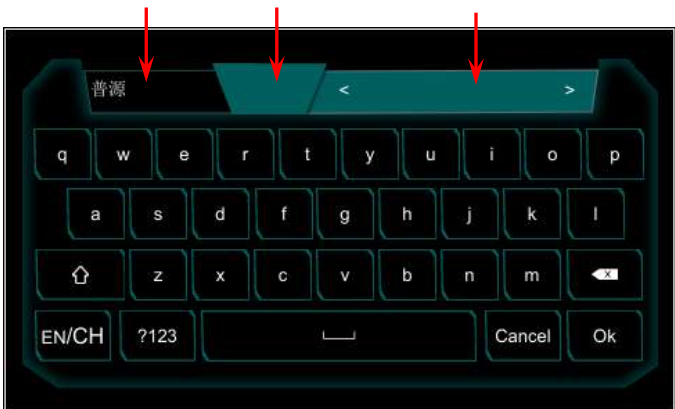 普源
< >
q w e r t y u i o p
a s d f g h j k l
z x c v b n m
EN/CH ?123 Cancel Ok